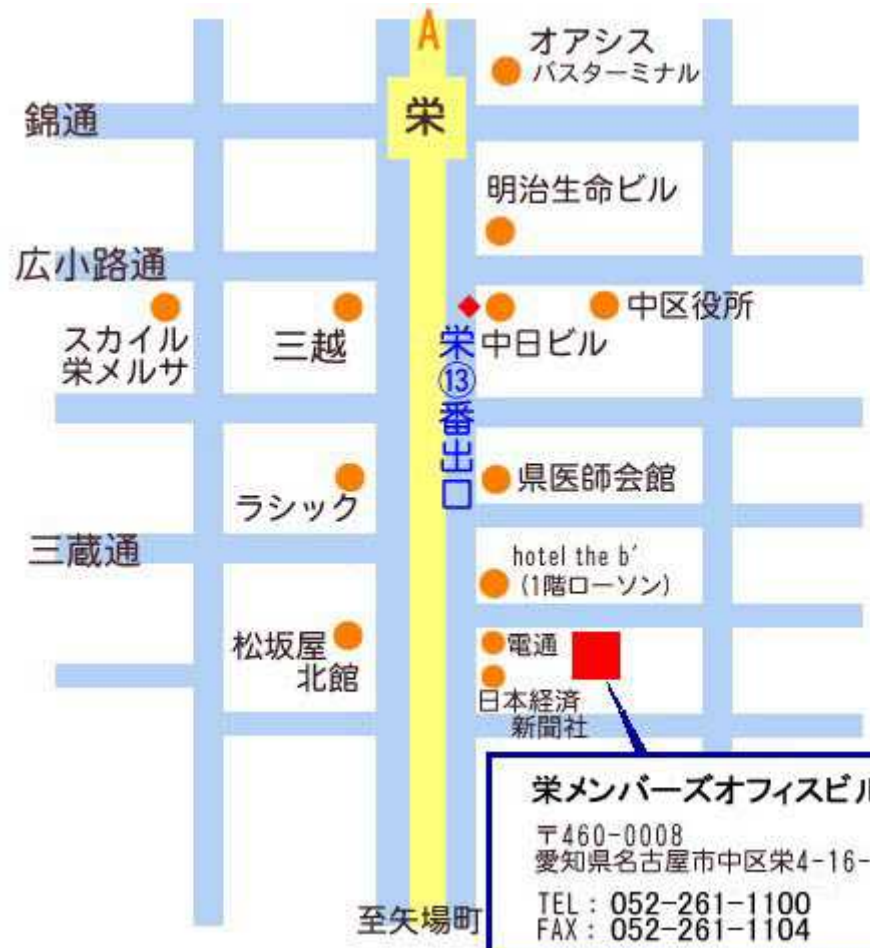 A
オアシス
バスターミナル
錦通
栄
明治生命ビル
広小路通
スカイル
栄メルサ
三越
栄⑬番出口
中日ビル
中区役所
ラシック
県医師会館
三蔵通
hotel the b′
(1階ローソン)
松坂屋
北館
電通
日本経済
新聞社
栄メンバーズオフィスビル
〒460-0008
愛知県名古屋市中区栄4-16-
TEL : 052-261-1100
FAX : 052-261-1104
至矢場町